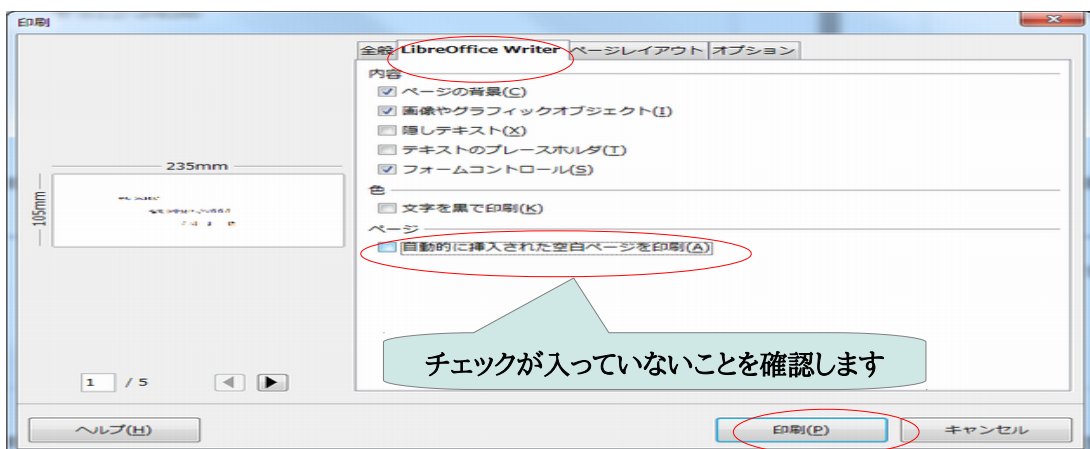 印刷
全般 LibreOffice Writer ページレイアウト オプション
内容
ページの背景(C)
画像やグラフィックオブジェクト(I)
隠しテキスト(X)
テキストのプレースホルダ(T)
フォームコントロール(S)
235mm
105mm
色
文字を黒で印刷(K)
ページ
自動的に挿入された空白ページを印刷(A)
チェックが入っていないことを確認します
1 / 5
ヘルプ(H) 印刷(P) キャンセル